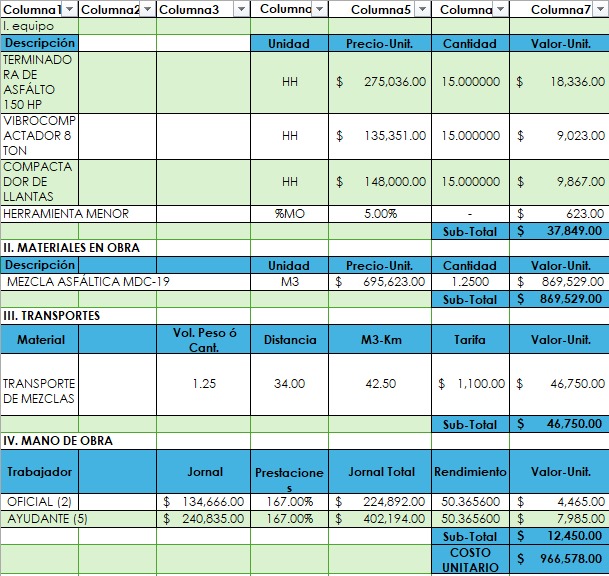 Columna1 Columna2 Columna3 Columna Columna5 Columna Columna7
I. equipo
Descripción Unidad Precio-Unit. Cantidad Valor-Unit.
TERMINADO
RA DE
ASFÁLTO
150 HP
HH $ 275,036.00 15.000000 $ 18,336.00
VIBROCOMP
ACTADOR 8
TON
HH $ 135,351.00 15.000000 $ 9,023.00
COMPACTA
DOR DE
LLANTAS
HH $ 148,000.00 15.000000 $ 9,867.00
HERRAMIENTA MENOR %MO 5.00% - $ 623.00
Sub-Total $ 37,849.00
II. MATERIALES EN OBRA
Descripción Unidad Precio-Unit. Cantidad Valor-Unit.
MEZCLA ASFÁLTICA MDC-19 M3 $ 695,623.00 1.2500 $ 869,529.00
Sub-Total $ 869,529.00
III. TRANSPORTES
Material Vol. Peso ó Cant. Distancia M3-Km Tarifa Valor-Unit.
TRANSPORTE
DE MEZCLAS
1.25 34.00 42.50 $ 1,100.00 $ 46,750.00
Sub-Total $ 46,750.00
IV. MANO DE OBRA
Trabajador Jornal Prestaciones Jornal Total Rendimiento Valor-Unit.
OFICIAL (2) $ 134,666.00 167.00% $ 224,892.00 50.365600 $ 4,465.00
AYUDANTE (5) $ 240,835.00 167.00% $ 402,194.00 50.365600 $ 7,985.00
Sub-Total $ 12,450.00
COSTO
UNITARIO
$ 966,578.00